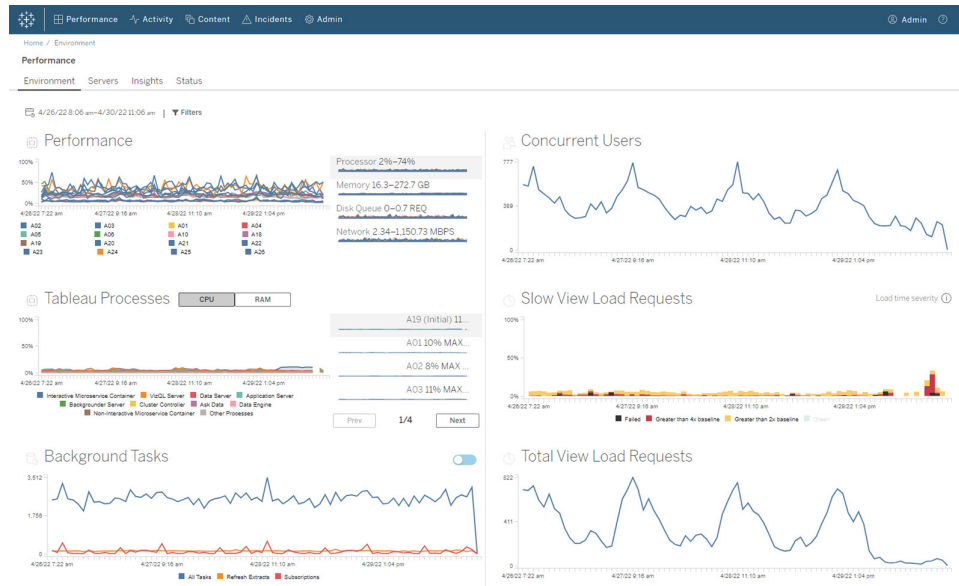 Performance Activity Content Incidents Admin Admin
Home / Environment
Performance
Environment Servers Insights Status
4/26/22 8:06 am–4/30/22 11:06 am | Filters
Performance
100%
50%
0%
4/26/22 7:22 am 4/27/22 9:16 am 4/28/22 11:10 am 4/29/22 1:04 pm
A02 A03 A01 A04
A05 A06 A10 A18
A19 A20 A21 A22
A23 A24 A25 A26
Processor 2%–74%
Memory 16.3–272.7 GB
Disk Queue 0–0.7 REQ
Network 2.34–1,150.73 MBPS
Concurrent Users
777
389
0
4/26/22 7:22 am 4/27/22 9:16 am 4/28/22 11:10 am 4/29/22 1:04 pm
Tableau Processes CPU RAM
100%
50%
0%
4/26/22 7:22 am 4/27/22 9:16 am 4/28/22 11:10 am 4/29/22 1:04 pm
Interactive Microservice Container VizQL Server Data Server Application Server
Backgrounder Server Cluster Controller Ask Data Data Engine
Non-Interactive Microservice Container Other Processes
A19 (Initial) 11...
A01 10% MAX...
A02 8% MAX...
A03 11% MAX...
Prev 1/4 Next
Slow View Load Requests Load time severity
100%
50%
0%
4/26/22 7:22 am 4/27/22 9:16 am 4/28/22 11:10 am 4/29/22 1:04 pm
Failed Greater than 4x baseline Greater than 2x baseline
Background Tasks
3,512
1,756
0
4/26/22 7:22 am 4/27/22 9:16 am 4/28/22 11:10 am 4/29/22 1:04 pm
All Tasks Refresh Extracts Subscriptions
Total View Load Requests
822
411
0
4/26/22 7:22 am 4/27/22 9:16 am 4/28/22 11:10 am 4/29/22 1:04 pm